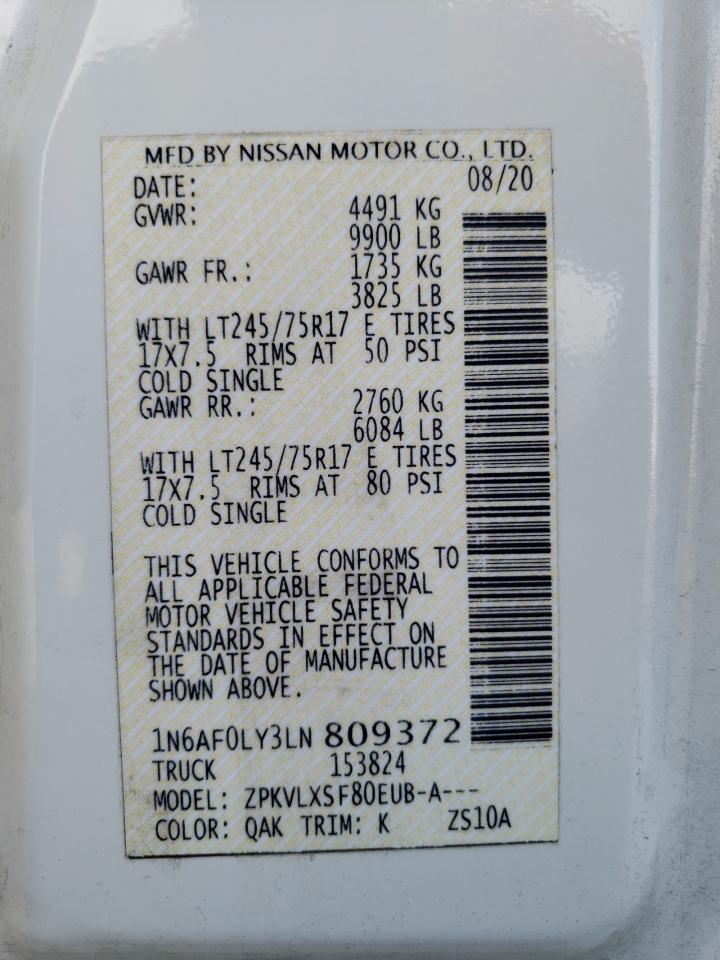 MFD BY NISSAN MOTOR CO., LTD.
DATE: 08/20
GVWR: 4491 KG
9900 LB
GAWR FR.: 1735 KG
3825 LB
WITH LT245/75R17 E TIRES
17X7.5 RIMS AT 50 PSI
COLD SINGLE
GAWR RR.: 2760 KG
6084 LB
WITH LT245/75R17 E TIRES
17X7.5 RIMS AT 80 PSI
COLD SINGLE
THIS VEHICLE CONFORMS TO
ALL APPLICABLE FEDERAL
MOTOR VEHICLE SAFETY
STANDARDS IN EFFECT ON
THE DATE OF MANUFACTURE
SHOWN ABOVE.
1N6AF0LY3LN 809372
TRUCK 153824
MODEL: ZPKVLXSF80EUB-A---
COLOR: QAK TRIM: K ZS10A